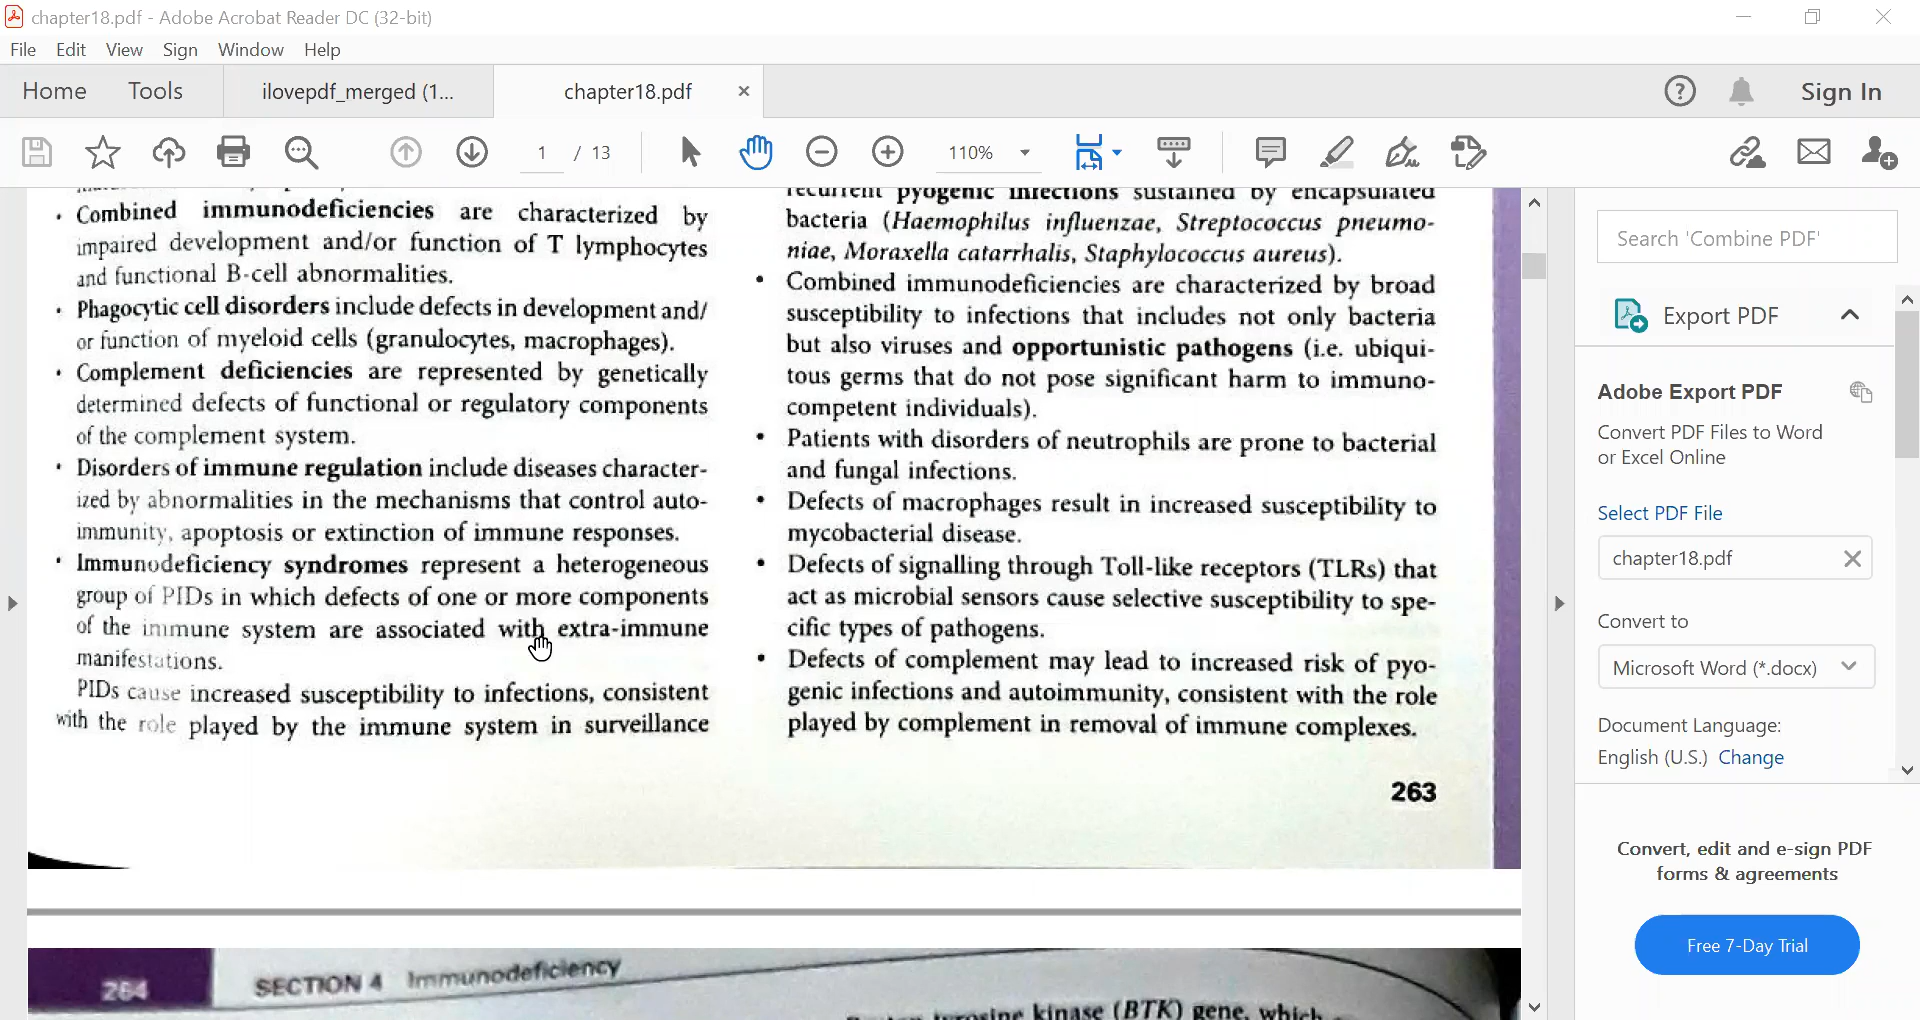 chapter18.pdf - Adobe Acrobat Reader DC (32-bit)
File Edit View Sign Window Help
Home Tools ilovepdf_merged (1... chapter18.pdf × Sign In
1 / 13 110%
• Combined immunodeficiencies are characterized by
impaired development and/or function of T lymphocytes
and functional B-cell abnormalities.
• Phagocytic cell disorders include defects in development and/
or function of myeloid cells (granulocytes, macrophages).
• Complement deficiencies are represented by genetically
determined defects of functional or regulatory components
of the complement system.
• Disorders of immune regulation include diseases character-
ized by abnormalities in the mechanisms that control auto-
immunity, apoptosis or extinction of immune responses.
• Immunodeficiency syndromes represent a heterogeneous
group of PIDs in which defects of one or more components
of the immune system are associated with extra-immune
manifestations.
PIDs cause increased susceptibility to infections, consistent
with the role played by the immune system in surveillance
recurrent pyogenic infections sustained by encapsulated
bacteria (Haemophilus influenzae, Streptococcus pneumo-
niae, Moraxella catarrhalis, Staphylococcus aureus).
• Combined immunodeficiencies are characterized by broad
susceptibility to infections that includes not only bacteria
but also viruses and opportunistic pathogens (i.e. ubiqui-
tous germs that do not pose significant harm to immuno-
competent individuals).
• Patients with disorders of neutrophils are prone to bacterial
and fungal infections.
• Defects of macrophages result in increased susceptibility to
mycobacterial disease.
• Defects of signalling through Toll-like receptors (TLRs) that
act as microbial sensors cause selective susceptibility to spe-
cific types of pathogens.
• Defects of complement may lead to increased risk of pyo-
genic infections and autoimmunity, consistent with the role
played by complement in removal of immune complexes.
263
264 SECTION 4 Immunodeficiency
tyrosine kinase (BTK) gene, which
Search 'Combine PDF'
Export PDF
Adobe Export PDF
Convert PDF Files to Word
or Excel Online
Select PDF File
chapter18.pdf
Convert to
Microsoft Word (*.docx)
Document Language:
English (U.S.) Change
Convert, edit and e-sign PDF
forms & agreements
Free 7-Day Trial